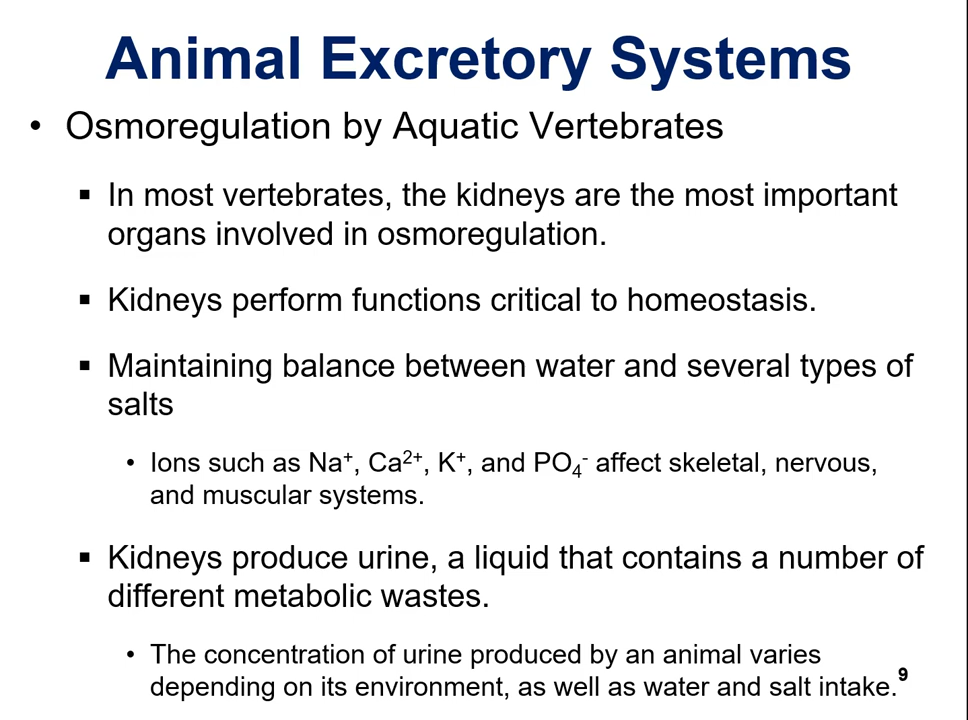 Animal Excretory Systems
• Osmoregulation by Aquatic Vertebrates
▪ In most vertebrates, the kidneys are the most important
organs involved in osmoregulation.
▪ Kidneys perform functions critical to homeostasis.
▪ Maintaining balance between water and several types of
salts
• Ions such as Na⁺, Ca²⁺, K⁺, and PO₄⁻ affect skeletal, nervous,
and muscular systems.
▪ Kidneys produce urine, a liquid that contains a number of
different metabolic wastes.
• The concentration of urine produced by an animal varies
depending on its environment, as well as water and salt intake.
9